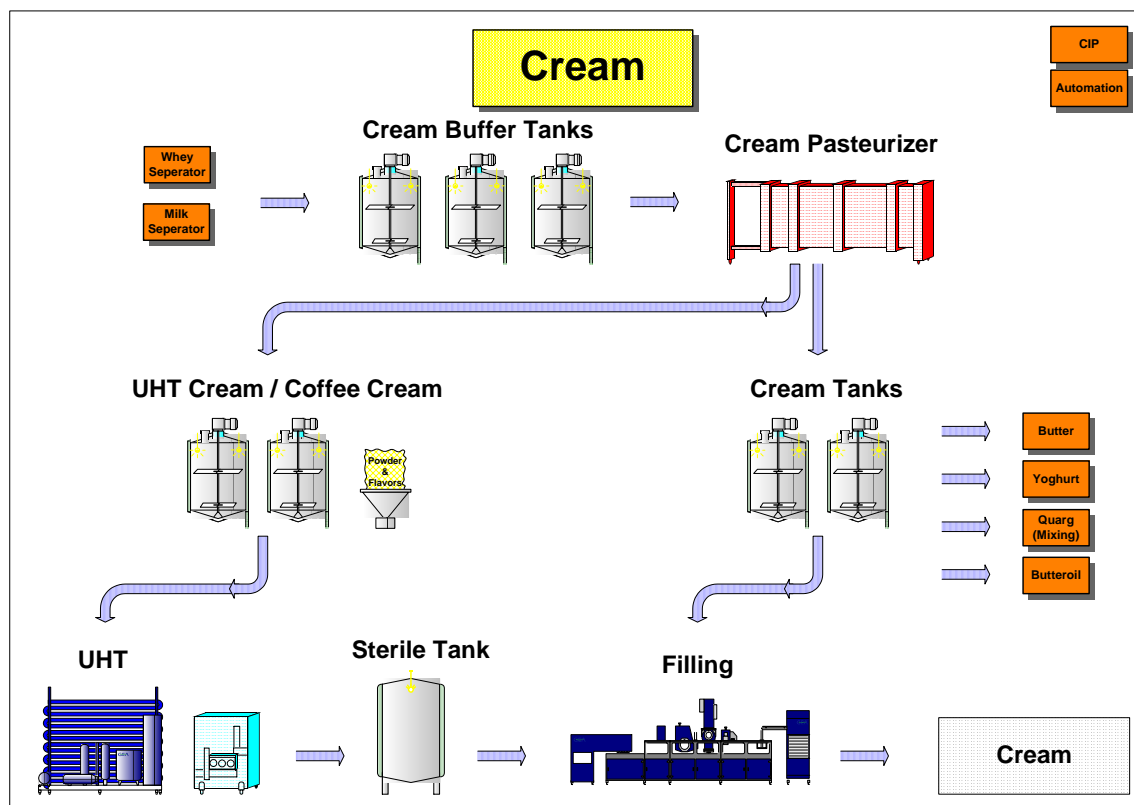 Cream
CIP
Automation
Cream Buffer Tanks
Cream Pasteurizer
Whey
Seperator
Milk
Seperator
UHT Cream / Coffee Cream
Cream Tanks
Powder
&
Flavors
Butter
Yoghurt
Quarg
(Mixing)
Butteroil
UHT
Sterile Tank
Filling
Cream